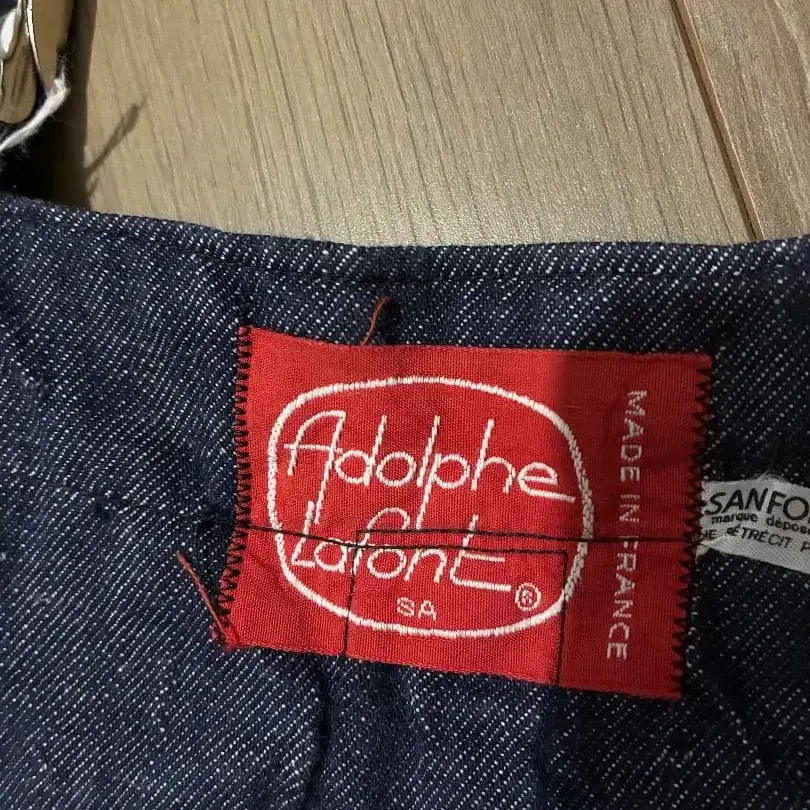 Adolphe
Lafont
SA ®
MADE IN FRANCE
SANFO
marque dépos
RÉTRÉCIT